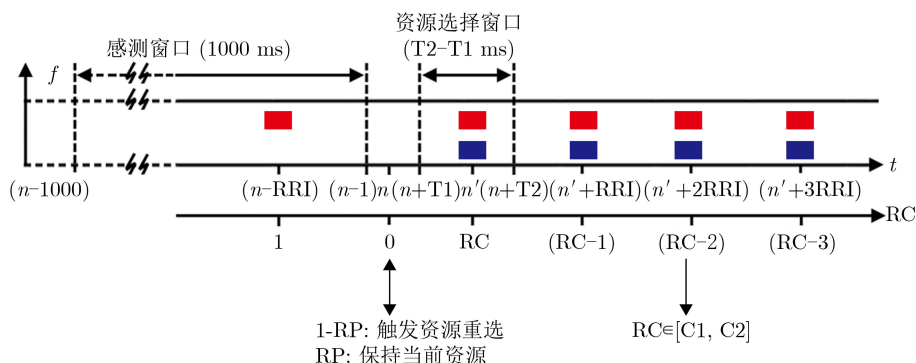 资源选择窗口
(T2–T1 ms)
感测窗口 (1000 ms)
f
t
(n–1000) (n–RRI) (n–1) n (n+T1) n′ (n+T2) (n′+RRI) (n′+2RRI) (n′+3RRI)
RC
1 0 RC (RC–1) (RC–2) (RC–3)
1-RP: 触发资源重选
RP: 保持当前资源
RC∈[C1, C2]